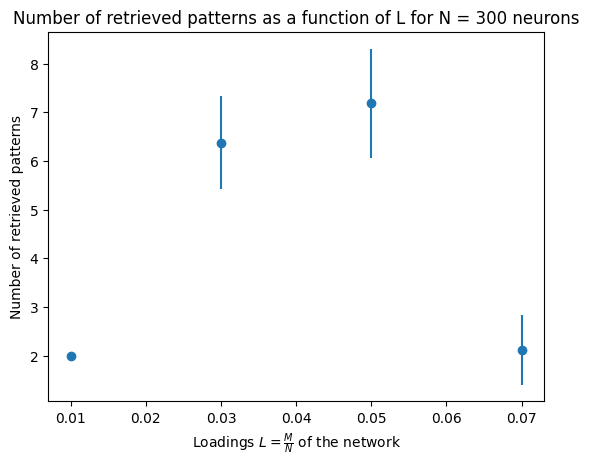 Number of retrieved patterns as a function of L for N = 300 neurons
Number of retrieved patterns
8
7
6
5
4
3
2
0.01 0.02 0.03 0.04 0.05 0.06 0.07
Loadings $L = \frac{M}{N}$ of the network